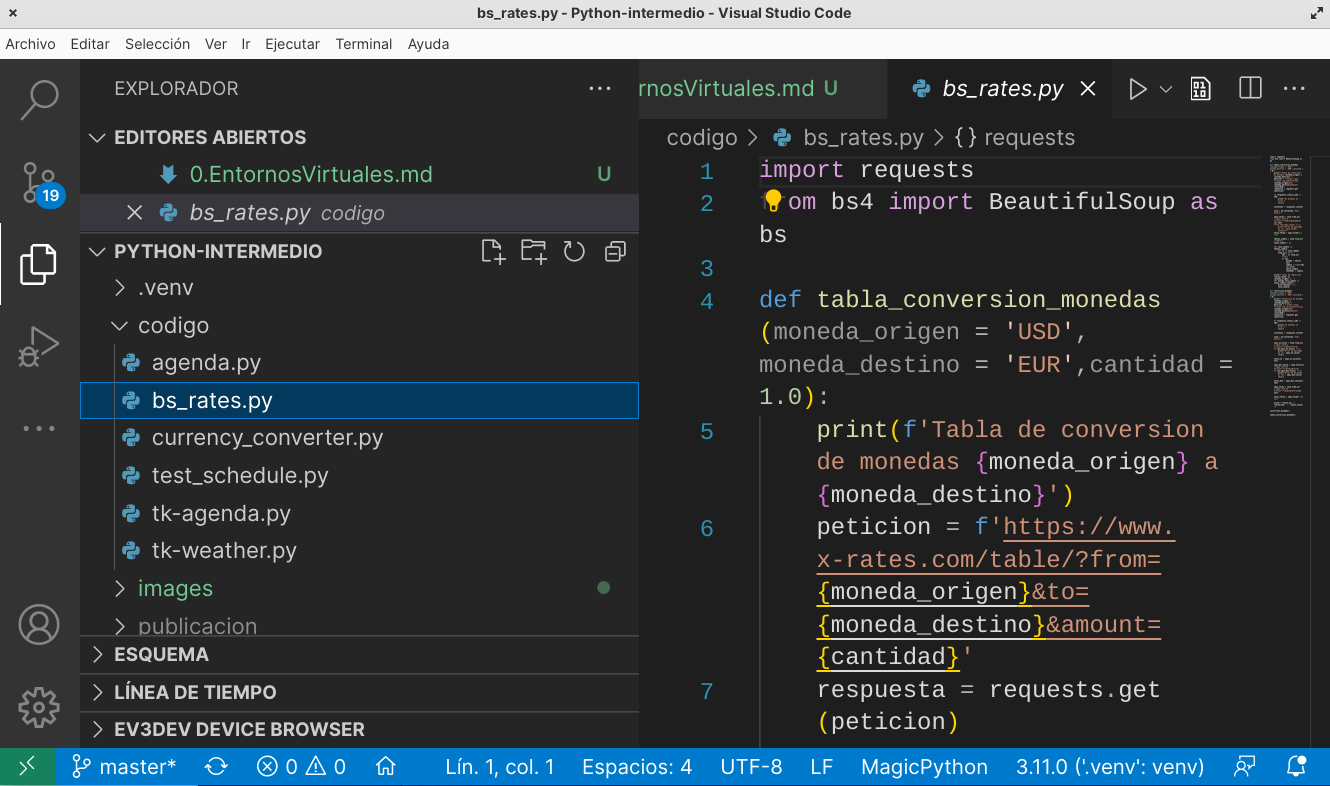 bs_rates.py - Python-intermedio - Visual Studio Code
Archivo Editar Selección Ver Ir Ejecutar Terminal Ayuda
EXPLORADOR
EDITORES ABIERTOS
0.EntornosVirtuales.md U
bs_rates.py codigo
PYTHON-INTERMEDIO
.venv
codigo
agenda.py
bs_rates.py
currency_converter.py
test_schedule.py
tk-agenda.py
tk-weather.py
images
publicacion
ESQUEMA
LÍNEA DE TIEMPO
EV3DEV DEVICE BROWSER
19
rnosVirtuales.md U bs_rates.py
codigo > bs_rates.py > {} requests
1 import requests
2 from bs4 import BeautifulSoup as
bs
3
4 def tabla_conversion_monedas
(moneda_origen = 'USD',
moneda_destino = 'EUR',cantidad =
1.0):
5 print(f'Tabla de conversion
de monedas {moneda_origen} a
{moneda_destino}')
6 peticion = f'https://www.
x-rates.com/table/?from=
{moneda_origen}&to=
{moneda_destino}&amount=
{cantidad}'
7 respuesta = requests.get
(peticion)
master* 0 0 Lín. 1, col. 1 Espacios: 4 UTF-8 LF MagicPython 3.11.0 ('.venv': venv)